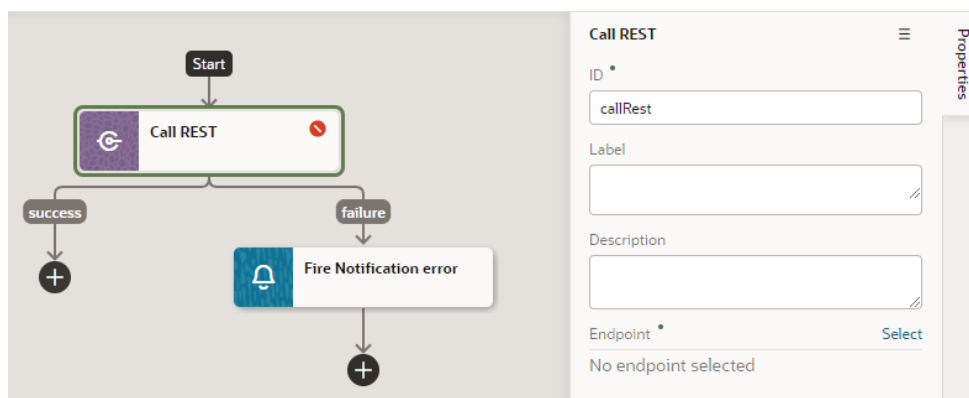 Start
Call REST
success
failure
Fire Notification error
Call REST
ID
callRest
Label
Description
Endpoint
Select
No endpoint selected
Properties